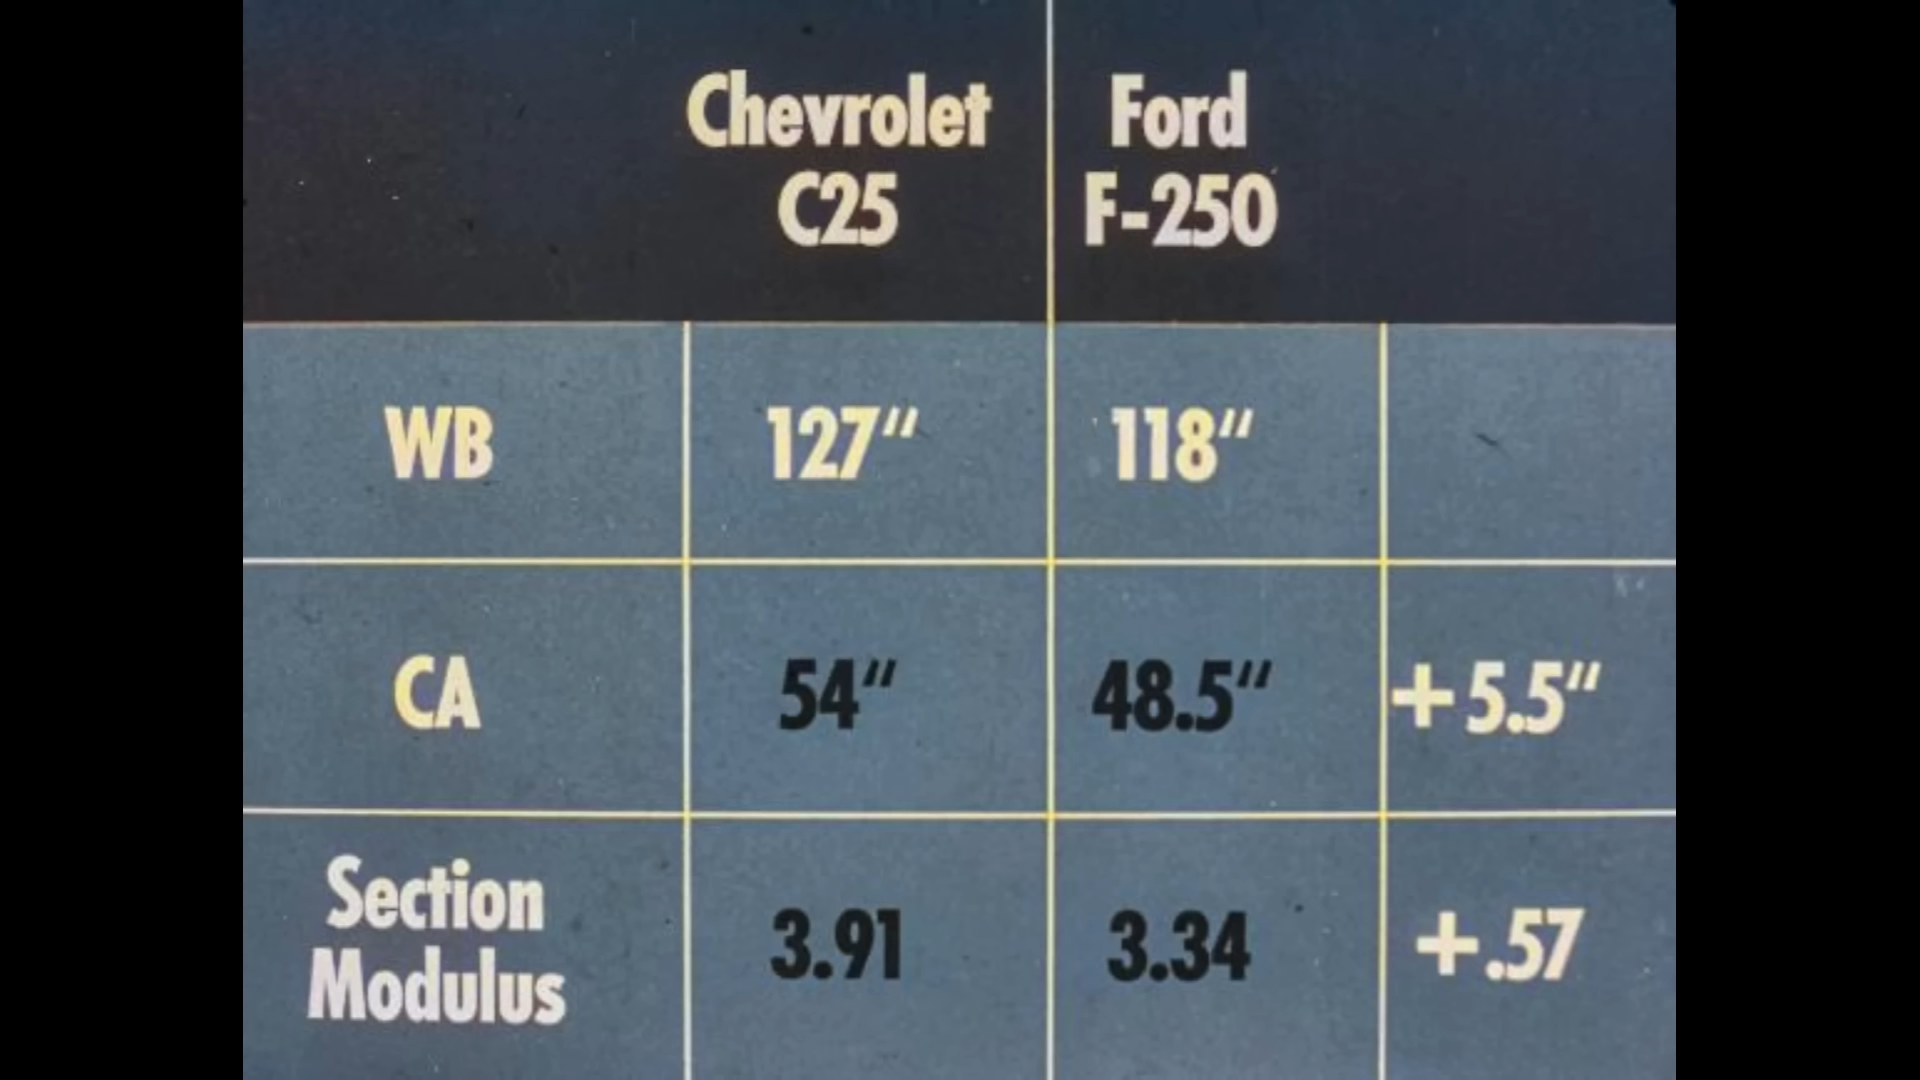 Chevrolet Ford
C25 F-250
WB 127" 118"
CA 54" 48.5" +5.5"
Section
Modulus 3.91 3.34 +.57